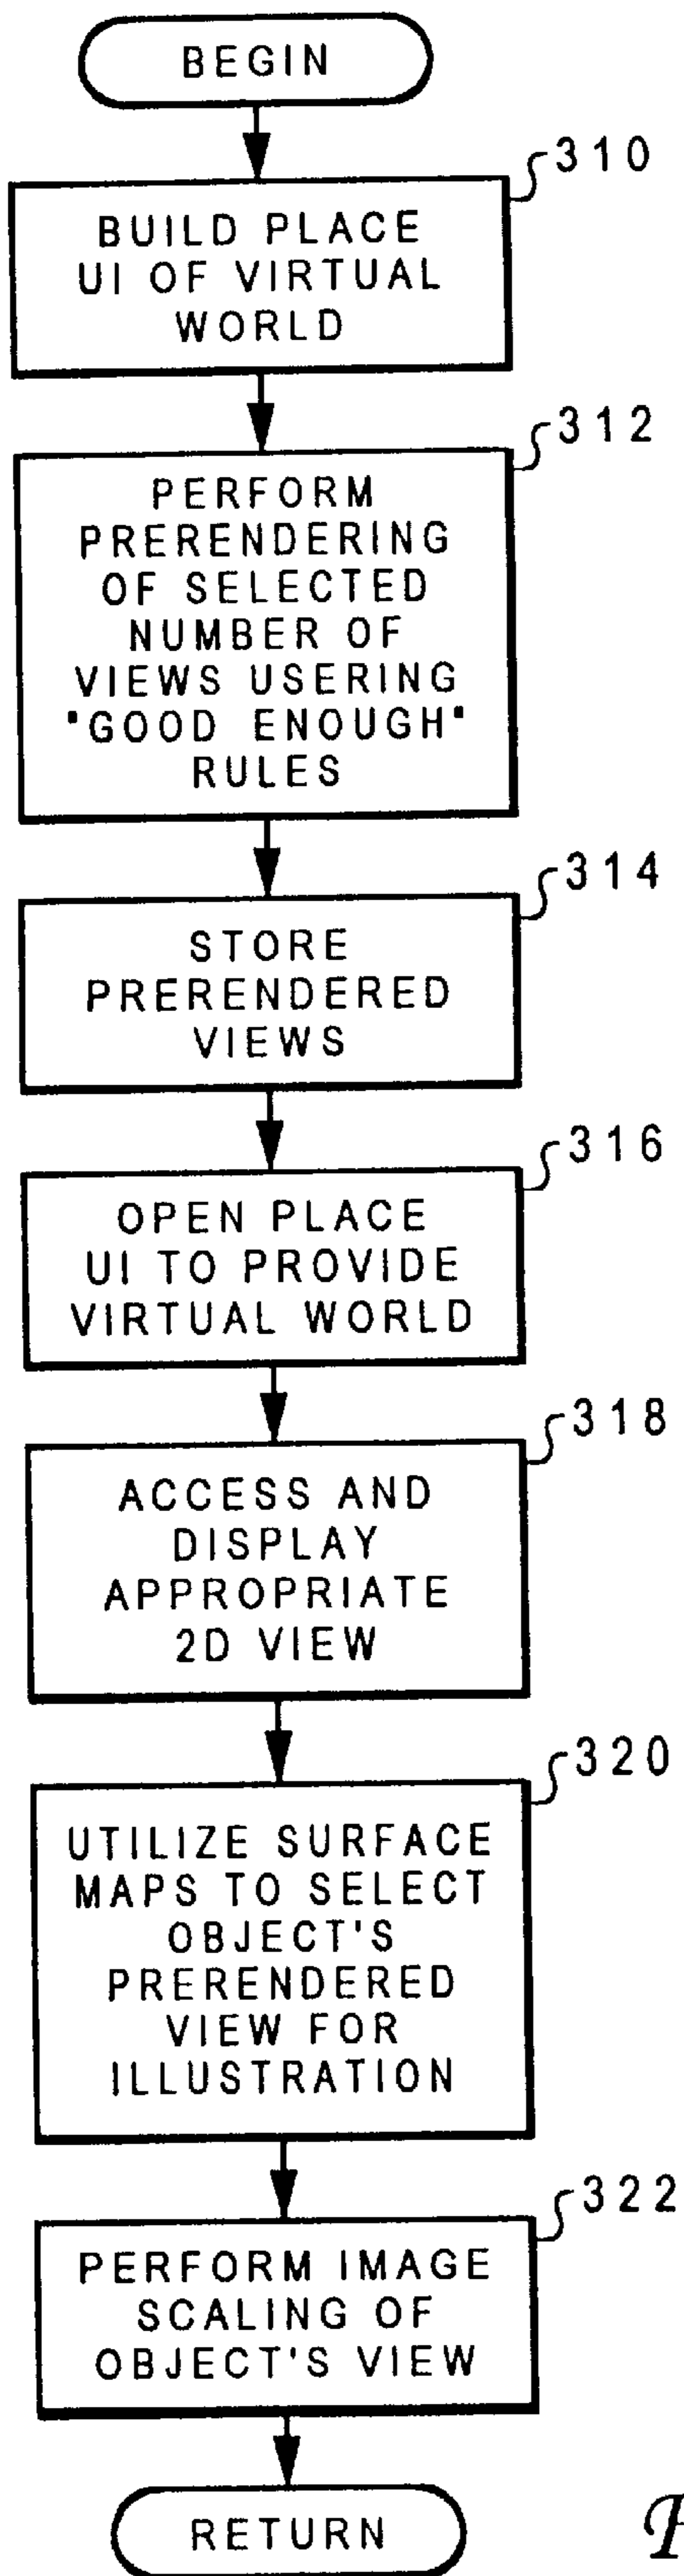 BEGIN
310
BUILD PLACE
UI OF VIRTUAL
WORLD
312
PERFORM
PRERENDERING
OF SELECTED
NUMBER OF
VIEWS USERING
"GOOD ENOUGH"
RULES
314
STORE
PRERENDERED
VIEWS
316
OPEN PLACE
UI TO PROVIDE
VIRTUAL WORLD
318
ACCESS AND
DISPLAY
APPROPRIATE
2D VIEW
320
UTILIZE SURFACE
MAPS TO SELECT
OBJECT'S
PRERENDERED
VIEW FOR
ILLUSTRATION
322
PERFORM IMAGE
SCALING OF
OBJECT'S VIEW
RETURN